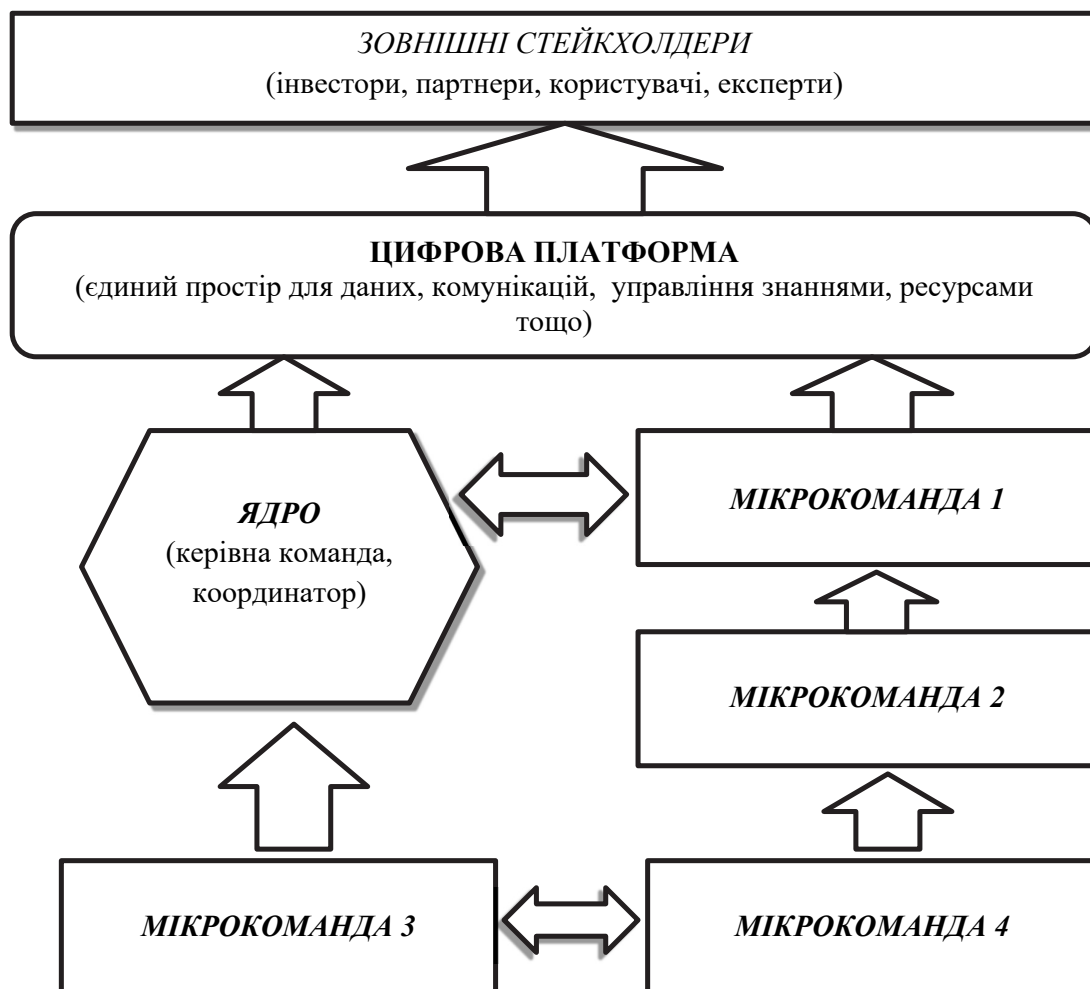 ЗОВНІШНІ СТЕЙКХОЛДЕРИ
(інвестори, партнери, користувачі, експерти)
ЦИФРОВА ПЛАТФОРМА
(єдиний простір для даних, комунікацій, управління знаннями, ресурсами
тощо)
ЯДРО
(керівна команда,
координатор)
МІКРОКОМАНДА 1
МІКРОКОМАНДА 2
МІКРОКОМАНДА 3
МІКРОКОМАНДА 4